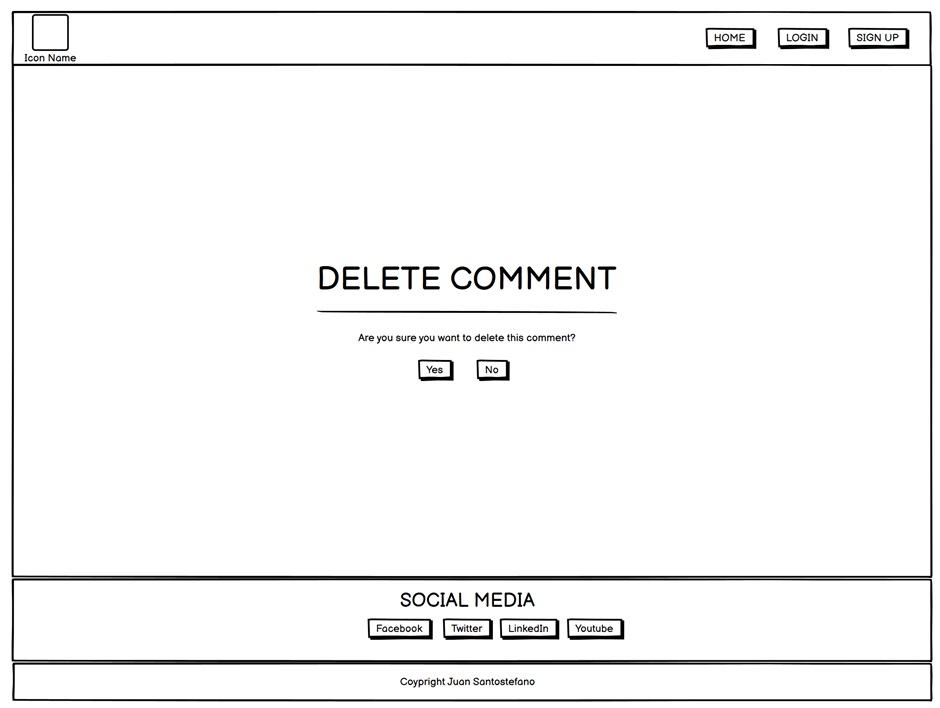 Icon Name
HOME
LOGIN
SIGN UP
DELETE COMMENT
Are you sure you want to delete this comment?
Yes
No
SOCIAL MEDIA
Facebook
Twitter
LinkedIn
Youtube
Coypright Juan Santostefano